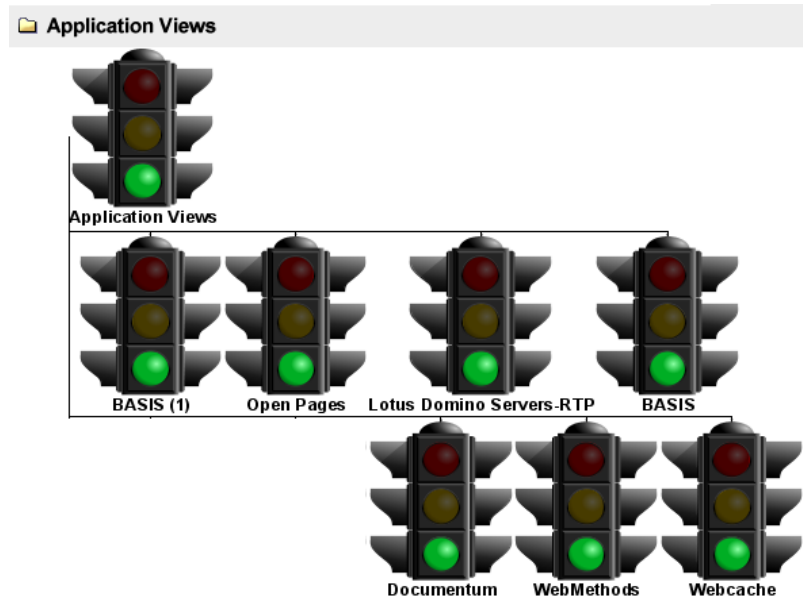 Application Views
Application Views
BASIS (1)
Open Pages
Lotus Domino Servers-RTP
BASIS
Documentum
WebMethods
Webcache